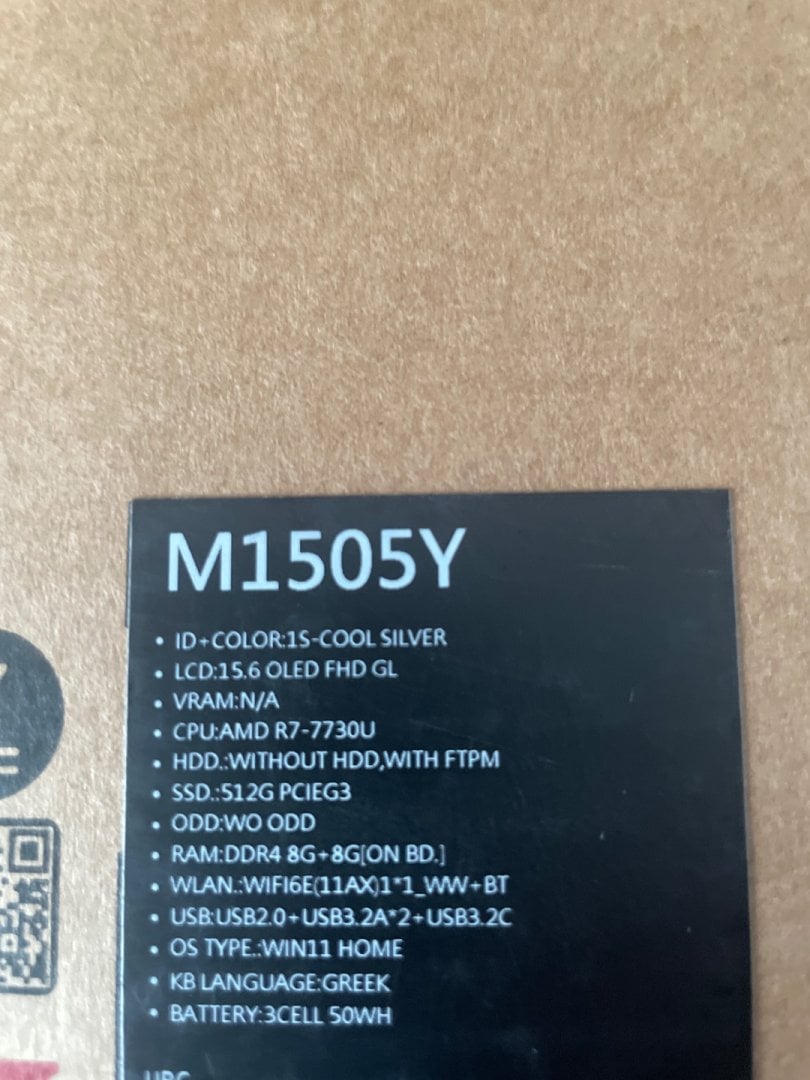 M1505Y
• ID+COLOR:1S-COOL SILVER
• LCD:15.6 OLED FHD GL
• VRAM:N/A
• CPU:AMD R7-7730U
• HDD.:WITHOUT HDD,WITH FTPM
• SSD.:512G PCIEG3
• ODD:WO ODD
• RAM:DDR4 8G+8G[ON BD.]
• WLAN.:WIFI6E(11AX)1*1_WW+BT
• USB:USB2.0+USB3.2A*2+USB3.2C
• OS TYPE.:WIN11 HOME
• KB LANGUAGE:GREEK
• BATTERY:3CELL 50WH